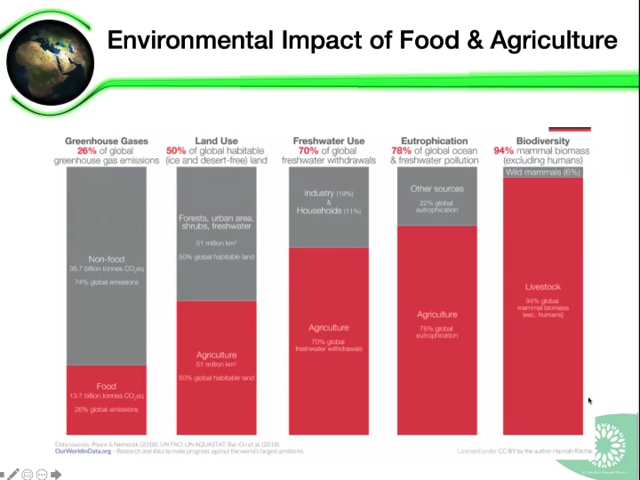 Environmental Impact of Food & Agriculture
Greenhouse Gases
26% of global
greenhouse gas emissions
Land Use
50% of global habitable
(ice and desert-free) land
Freshwater Use
70% of global
freshwater withdrawals
Eutrophication
78% of global ocean
& freshwater pollution
Biodiversity
94% mammal biomass
(excluding humans)
Non-food
38.7 billion tonnes CO₂eq
74% global emissions
Food
13.7 billion tonnes CO₂eq
26% global emissions
Forests, urban area,
shrubs, freshwater
51 million km²
50% global habitable land
Agriculture
51 million km²
50% global habitable land
Industry (19%)
&
Households (11%)
Agriculture
70% global
freshwater withdrawals
Other sources
22% global
eutrophication
Agriculture
78% global
eutrophication
Wild mammals (6%)
Livestock
94% global
mammal biomass
(exc. humans)
Data sources: Poore & Nemecek (2018); UN FAO; UN AQUASTAT; Bar-On et al. (2018).
OurWorldinData.org – Research and data to make progress against the world's largest problems.
Licensed under CC-BY by the author Hannah Ritchie